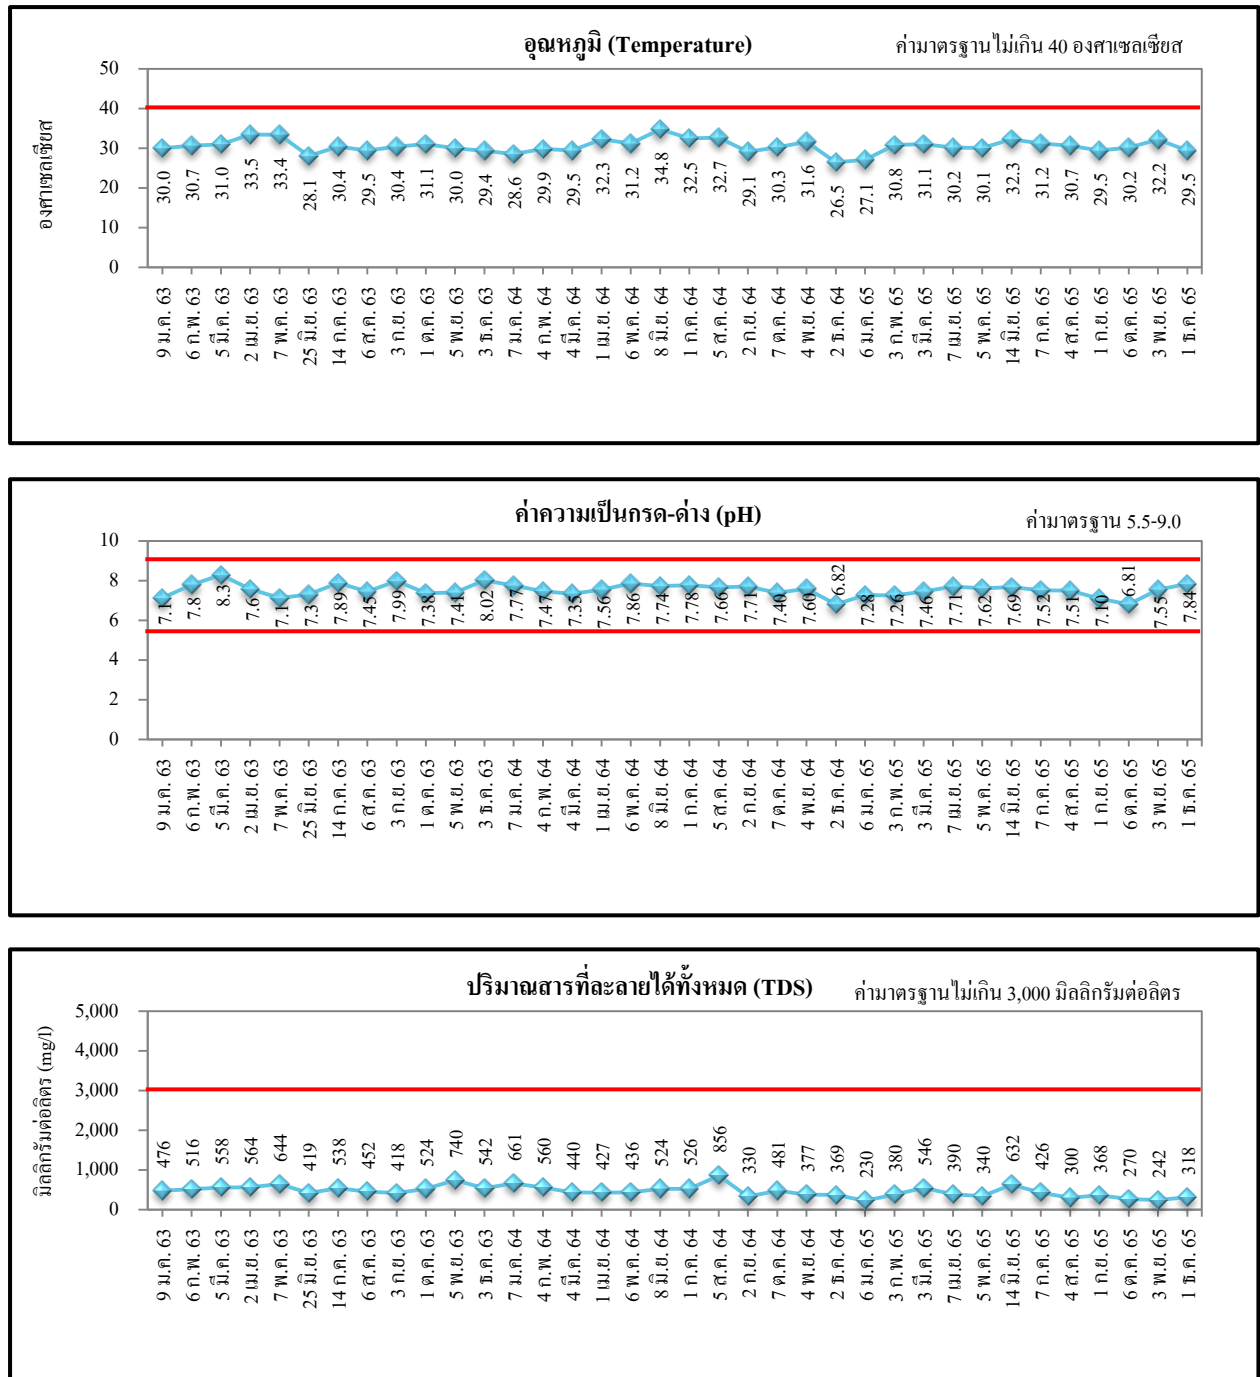 อุณหภูมิ (Temperature)
ค่ามาตรฐานไม่เกิน 40 องศาเซลเซียส
องศาเซลเซียส
50
40
30
20
10
0
30.0 30.7 31.0 33.5 33.4 28.1 30.4 29.5 30.4 31.1 30.0 29.4 28.6 29.9 29.5 32.3 31.2 34.8 32.5 32.7 29.1 30.3 31.6 26.5 27.1 30.8 31.1 30.2 30.1 32.3 31.2 30.7 29.5 30.2 32.2 29.5
9 ม.ค. 63
6 ก.พ. 63
5 มี.ค. 63
2 เม.ย. 63
7 พ.ค. 63
25 มิ.ย. 63
14 ก.ค. 63
6 ส.ค. 63
3 ก.ย. 63
1 ต.ค. 63
5 พ.ย. 63
3 ธ.ค. 63
7 ม.ค. 64
4 ก.พ. 64
4 มี.ค. 64
1 เม.ย. 64
6 พ.ค. 64
8 มิ.ย. 64
1 ก.ค. 64
5 ส.ค. 64
2 ก.ย. 64
7 ต.ค. 64
4 พ.ย. 64
2 ธ.ค. 64
6 ม.ค. 65
3 ก.พ. 65
3 มี.ค. 65
7 เม.ย. 65
5 พ.ค. 65
14 มิ.ย. 65
7 ก.ค. 65
4 ส.ค. 65
1 ก.ย. 65
6 ต.ค. 65
3 พ.ย. 65
1 ธ.ค. 65
ค่าความเป็นกรด-ด่าง (pH)
ค่ามาตรฐาน 5.5-9.0
10
8
6
4
2
0
7.1 7.8 8.3 7.6 7.1 7.3 7.89 7.45 7.99 7.38 7.41 8.02 7.77 7.47 7.35 7.56 7.86 7.74 7.78 7.66 7.71 7.40 7.60 6.82 7.28 7.26 7.46 7.71 7.62 7.69 7.52 7.51 7.10 6.81 7.55 7.84
9 ม.ค. 63
6 ก.พ. 63
5 มี.ค. 63
2 เม.ย. 63
7 พ.ค. 63
25 มิ.ย. 63
14 ก.ค. 63
6 ส.ค. 63
3 ก.ย. 63
1 ต.ค. 63
5 พ.ย. 63
3 ธ.ค. 63
7 ม.ค. 64
4 ก.พ. 64
4 มี.ค. 64
1 เม.ย. 64
6 พ.ค. 64
8 มิ.ย. 64
1 ก.ค. 64
5 ส.ค. 64
2 ก.ย. 64
7 ต.ค. 64
4 พ.ย. 64
2 ธ.ค. 64
6 ม.ค. 65
3 ก.พ. 65
3 มี.ค. 65
7 เม.ย. 65
5 พ.ค. 65
14 มิ.ย. 65
7 ก.ค. 65
4 ส.ค. 65
1 ก.ย. 65
6 ต.ค. 65
3 พ.ย. 65
1 ธ.ค. 65
ปริมาณสารที่ละลายได้ทั้งหมด (TDS)
ค่ามาตรฐานไม่เกิน 3,000 มิลลิกรัมต่อลิตร
มิลลิกรัมต่อลิตร (mg/l)
5,000
4,000
3,000
2,000
1,000
0
476 516 558 564 644 419 538 452 418 524 740 542 661 560 440 427 436 524 526 856 330 481 377 369 230 380 546 390 340 632 426 300 368 270 242 318
9 ม.ค. 63
6 ก.พ. 63
5 มี.ค. 63
2 เม.ย. 63
7 พ.ค. 63
25 มิ.ย. 63
14 ก.ค. 63
6 ส.ค. 63
3 ก.ย. 63
1 ต.ค. 63
5 พ.ย. 63
3 ธ.ค. 63
7 ม.ค. 64
4 ก.พ. 64
4 มี.ค. 64
1 เม.ย. 64
6 พ.ค. 64
8 มิ.ย. 64
1 ก.ค. 64
5 ส.ค. 64
2 ก.ย. 64
7 ต.ค. 64
4 พ.ย. 64
2 ธ.ค. 64
6 ม.ค. 65
3 ก.พ. 65
3 มี.ค. 65
7 เม.ย. 65
5 พ.ค. 65
14 มิ.ย. 65
7 ก.ค. 65
4 ส.ค. 65
1 ก.ย. 65
6 ต.ค. 65
3 พ.ย. 65
1 ธ.ค. 65